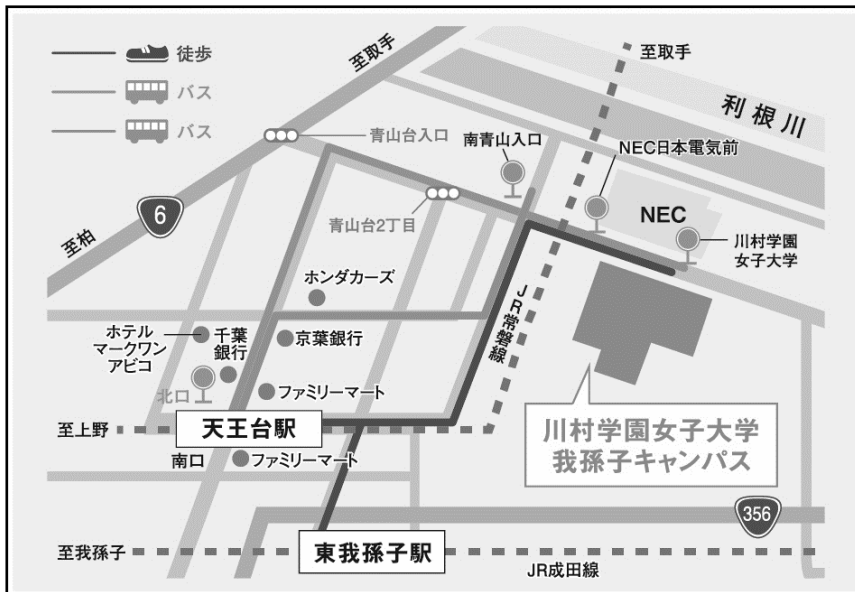 徒歩
バス
バス
至取手
至取手
利根川
青山台入口
南青山入口
NEC日本電気前
6
青山台2丁目
NEC
川村学園
女子大学
至柏
ホンダカーズ
JR常磐線
ホテル
マークワン
アビコ
千葉
銀行
京葉銀行
北口
ファミリーマート
至上野
天王台駅
川村学園女子大学
我孫子キャンパス
南口
ファミリーマート
356
至我孫子
東我孫子駅
JR成田線